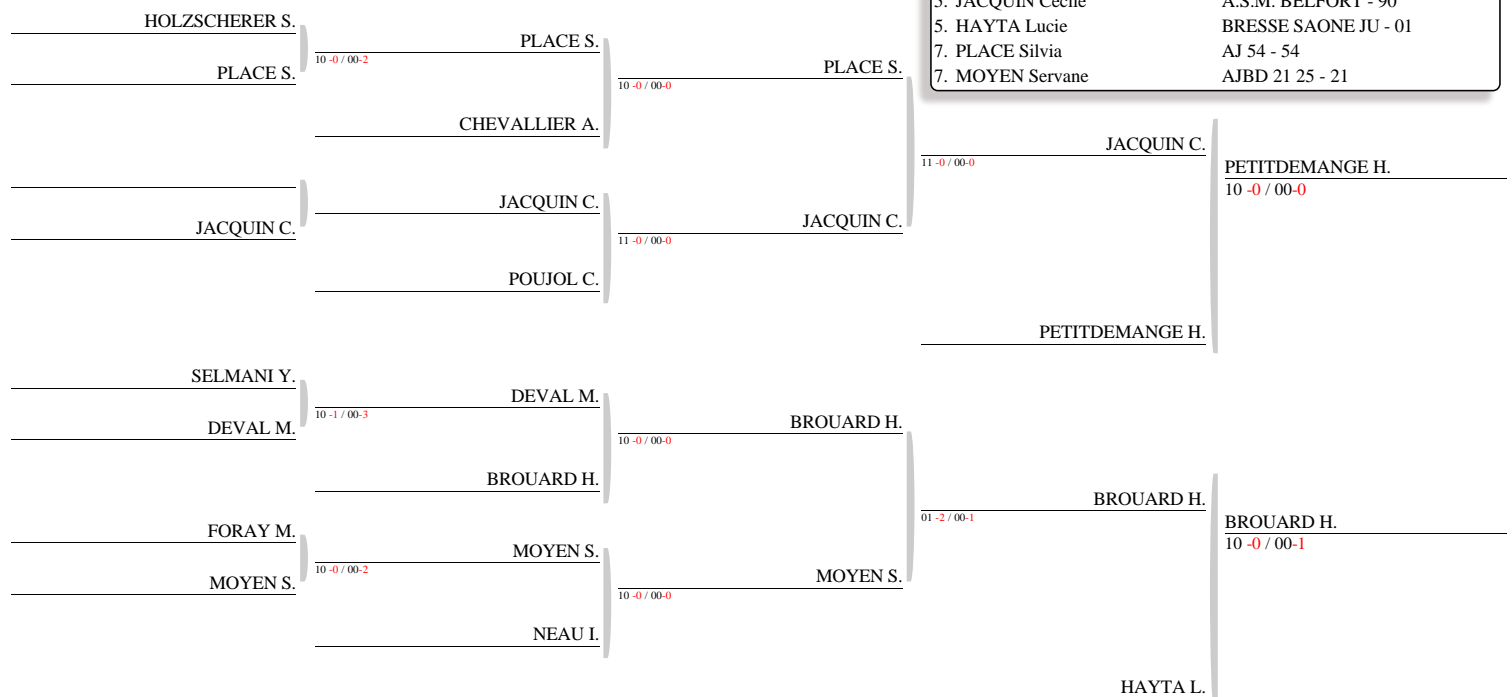 HOLZSCHERER S.
PLACE S.
JACQUIN C.
SELMANI Y.
DEVAL M.
FORAY M.
MOYEN S.
PLACE S.
10 -0 / 00-2
CHEVALLIER A.
JACQUIN C.
POUJOL C.
DEVAL M.
10 -1 / 00-3
BROUARD H.
MOYEN S.
10 -0 / 00-2
NEAU I.
PLACE S.
10 -0 / 00-0
JACQUIN C.
11 -0 / 00-0
BROUARD H.
10 -0 / 00-0
MOYEN S.
10 -0 / 00-0
5. JACQUIN Cécile A.S.M. BELFORT - 90
5. HAYTA Lucie BRESSE SAONE JU - 01
7. PLACE Silvia AJ 54 - 54
7. MOYEN Servane AJBD 21 25 - 21
JACQUIN C.
11 -0 / 00-0
PETITDEMANGE H.
BROUARD H.
01 -2 / 00-1
HAYTA L.
PETITDEMANGE H.
10 -0 / 00-0
BROUARD H.
10 -0 / 00-1